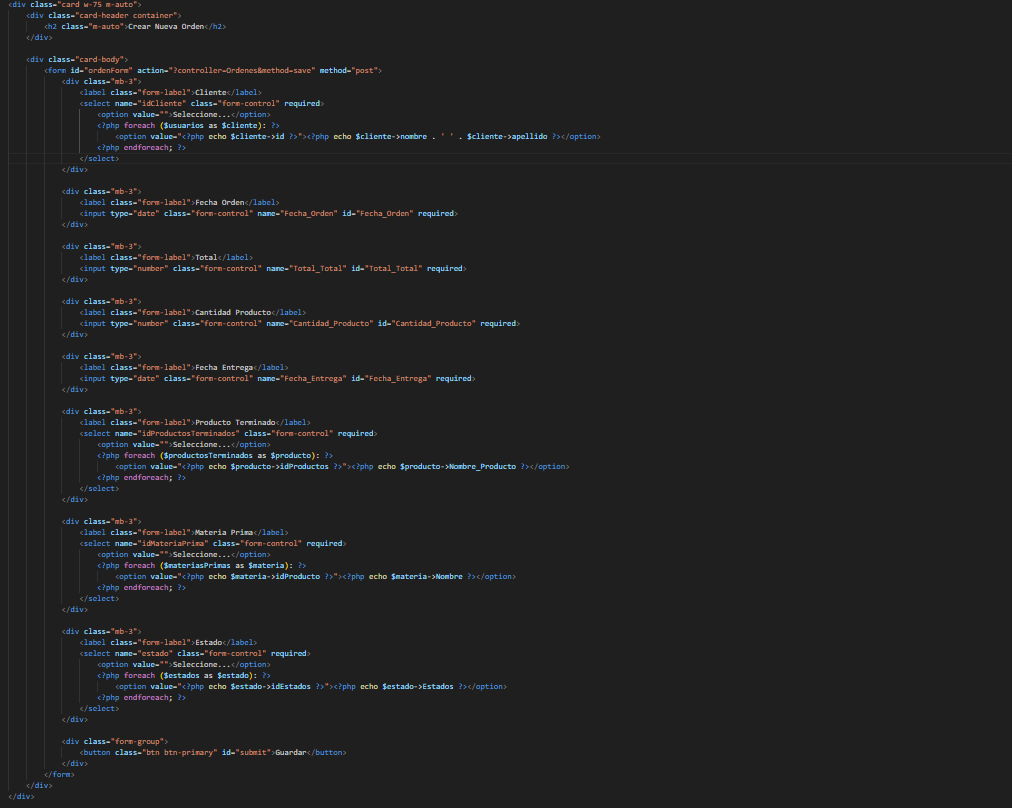 <div class="card w-75 m-auto">
<div class="card-header container">
<h2 class="m-auto">Crear Nueva Orden</h2>
</div>
<div class="card-body">
<form id="ordenForm" action="?controller=Ordenes&method=save" method="post">
<div class="mb-3">
<label class="form-label">Cliente</label>
<select name="idCliente" class="form-control" required>
<option value="">Seleccione...</option>
<?php foreach ($usuarios as $cliente): ?>
<option value="<?php echo $cliente->id ?>"><?php echo $cliente->nombre . ' ' . $cliente->apellido ?></option>
<?php endforeach; ?>
</select>
</div>
<div class="mb-3">
<label class="form-label">Fecha Orden</label>
<input type="date" class="form-control" name="Fecha_Orden" id="Fecha_Orden" required>
</div>
<div class="mb-3">
<label class="form-label">Total</label>
<input type="number" class="form-control" name="Total_Total" id="Total_Total" required>
</div>
<div class="mb-3">
<label class="form-label">Cantidad Producto</label>
<input type="number" class="form-control" name="Cantidad_Producto" id="Cantidad_Producto" required>
</div>
<div class="mb-3">
<label class="form-label">Fecha Entrega</label>
<input type="date" class="form-control" name="Fecha_Entrega" id="Fecha_Entrega" required>
</div>
<div class="mb-3">
<label class="form-label">Producto Terminado</label>
<select name="idProductosTerminados" class="form-control" required>
<option value="">Seleccione...</option>
<?php foreach ($productosTerminados as $producto): ?>
<option value="<?php echo $producto->idProductos ?>"><?php echo $producto->Nombre_Producto ?></option>
<?php endforeach; ?>
</select>
</div>
<div class="mb-3">
<label class="form-label">Materia Prima</label>
<select name="idMateriaPrima" class="form-control" required>
<option value="">Seleccione...</option>
<?php foreach ($materiasPrimas as $materia): ?>
<option value="<?php echo $materia->idProducto ?>"><?php echo $materia->Nombre ?></option>
<?php endforeach; ?>
</select>
</div>
<div class="mb-3">
<label class="form-label">Estado</label>
<select name="estado" class="form-control" required>
<option value="">Seleccione...</option>
<?php foreach ($estados as $estado): ?>
<option value="<?php echo $estado->idEstados ?>"><?php echo $estado->Estados ?></option>
<?php endforeach; ?>
</select>
</div>
<div class="form-group">
<button class="btn btn-primary" id="submit">Guardar</button>
</div>
</form>
</div>
</div>